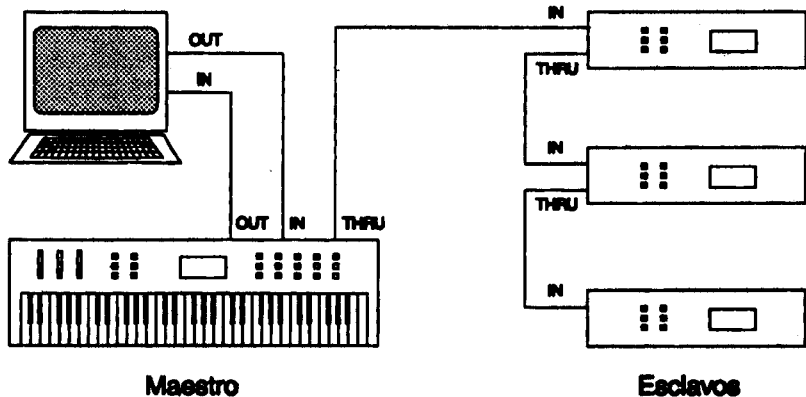 OUT
IN
IN
THRU
IN
THRU
IN
OUT IN THRU
Maestro
Esclavos